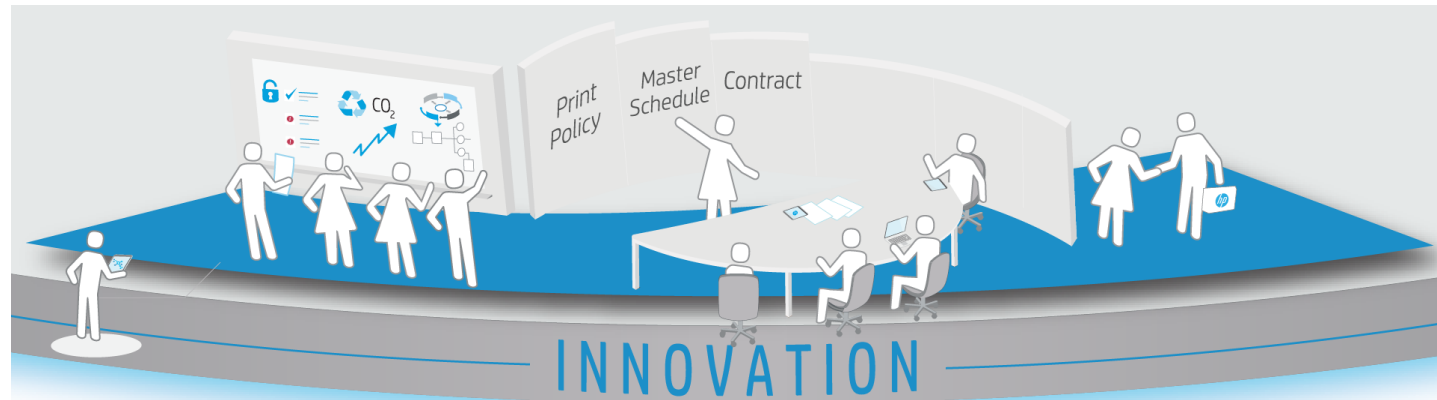 CO2
Print
Policy
Master
Schedule
Contract
hp
INNOVATION